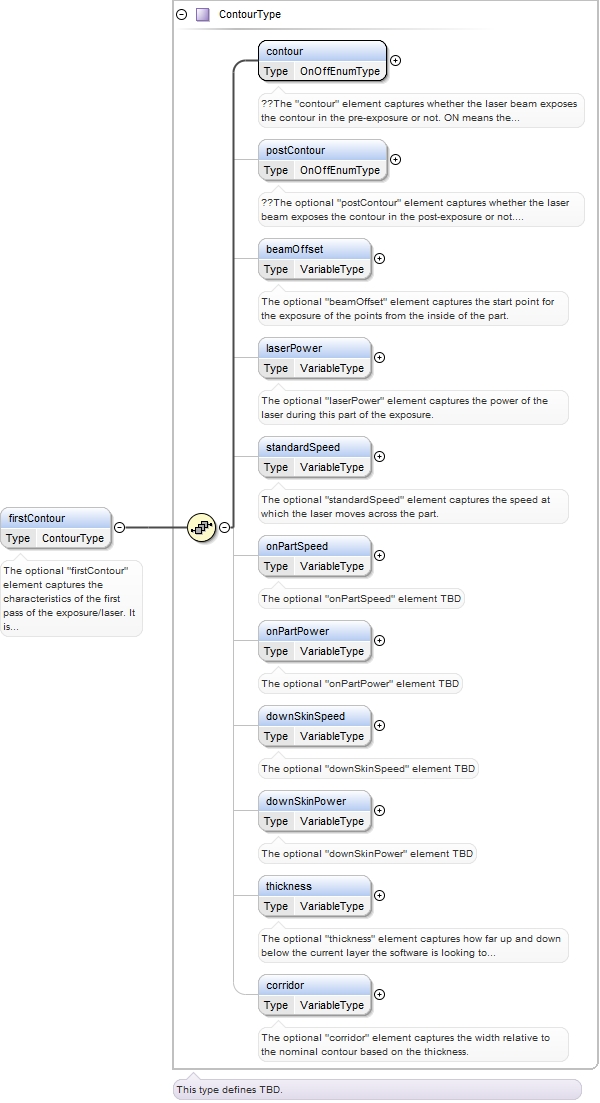 ContourType
contour
Type OnOffEnumType
??The "contour" element captures whether the laser beam exposes
the contour in the pre-exposure or not. ON means the...
postContour
Type OnOffEnumType
??The optional "postContour" element captures whether the laser
beam exposes the contour in the post-exposure or not....
beamOffset
Type VariableType
The optional "beamOffset" element captures the start point for
the exposure of the points from the inside of the part.
laserPower
Type VariableType
The optional "laserPower" element captures the power of the
laser during this part of the exposure.
standardSpeed
Type VariableType
The optional "standardSpeed" element captures the speed at
which the laser moves across the part.
firstContour
Type ContourType
The optional "firstContour"
element captures the
characteristics of the first
pass of the exposure/laser. It
is...
onPartSpeed
Type VariableType
The optional "onPartSpeed" element TBD
onPartPower
Type VariableType
The optional "onPartPower" element TBD
downSkinSpeed
Type VariableType
The optional "downSkinSpeed" element TBD
downSkinPower
Type VariableType
The optional "downSkinPower" element TBD
thickness
Type VariableType
The optional "thickness" element captures how far up and down
below the current layer the software is looking to...
corridor
Type VariableType
The optional "corridor" element captures the width relative to
the nominal contour based on the thickness.
This type defines TBD.